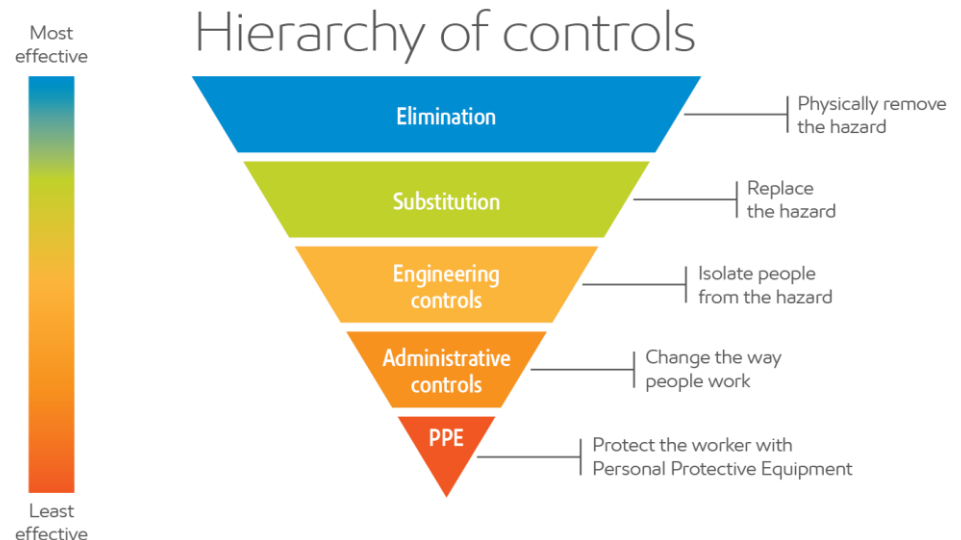 Hierarchy of controls
Most
effective
Elimination
Physically remove
the hazard
Substitution
Replace
the hazard
Engineering
controls
Isolate people
from the hazard
Administrative
controls
Change the way
people work
PPE
Protect the worker with
Personal Protective Equipment
Least
effective